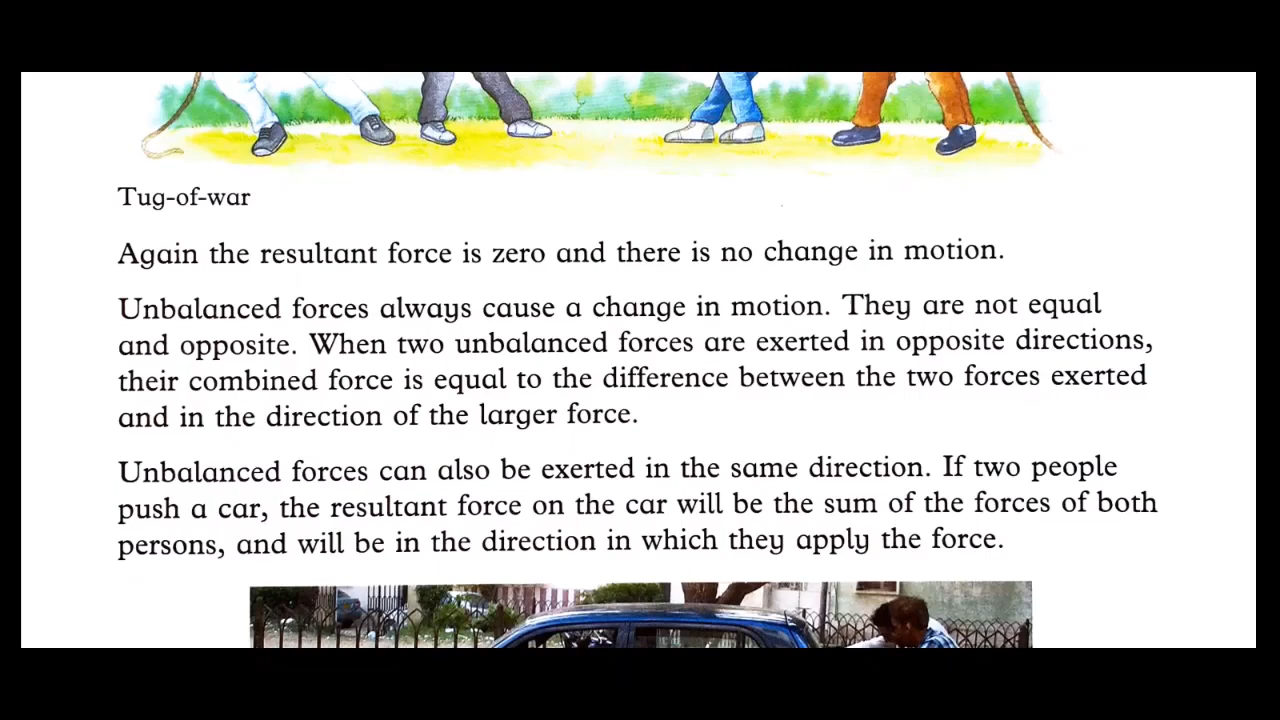 Tug-of-war
Again the resultant force is zero and there is no change in motion.
Unbalanced forces always cause a change in motion. They are not equal
and opposite. When two unbalanced forces are exerted in opposite directions,
their combined force is equal to the difference between the two forces exerted
and in the direction of the larger force.
Unbalanced forces can also be exerted in the same direction. If two people
push a car, the resultant force on the car will be the sum of the forces of both
persons, and will be in the direction in which they apply the force.